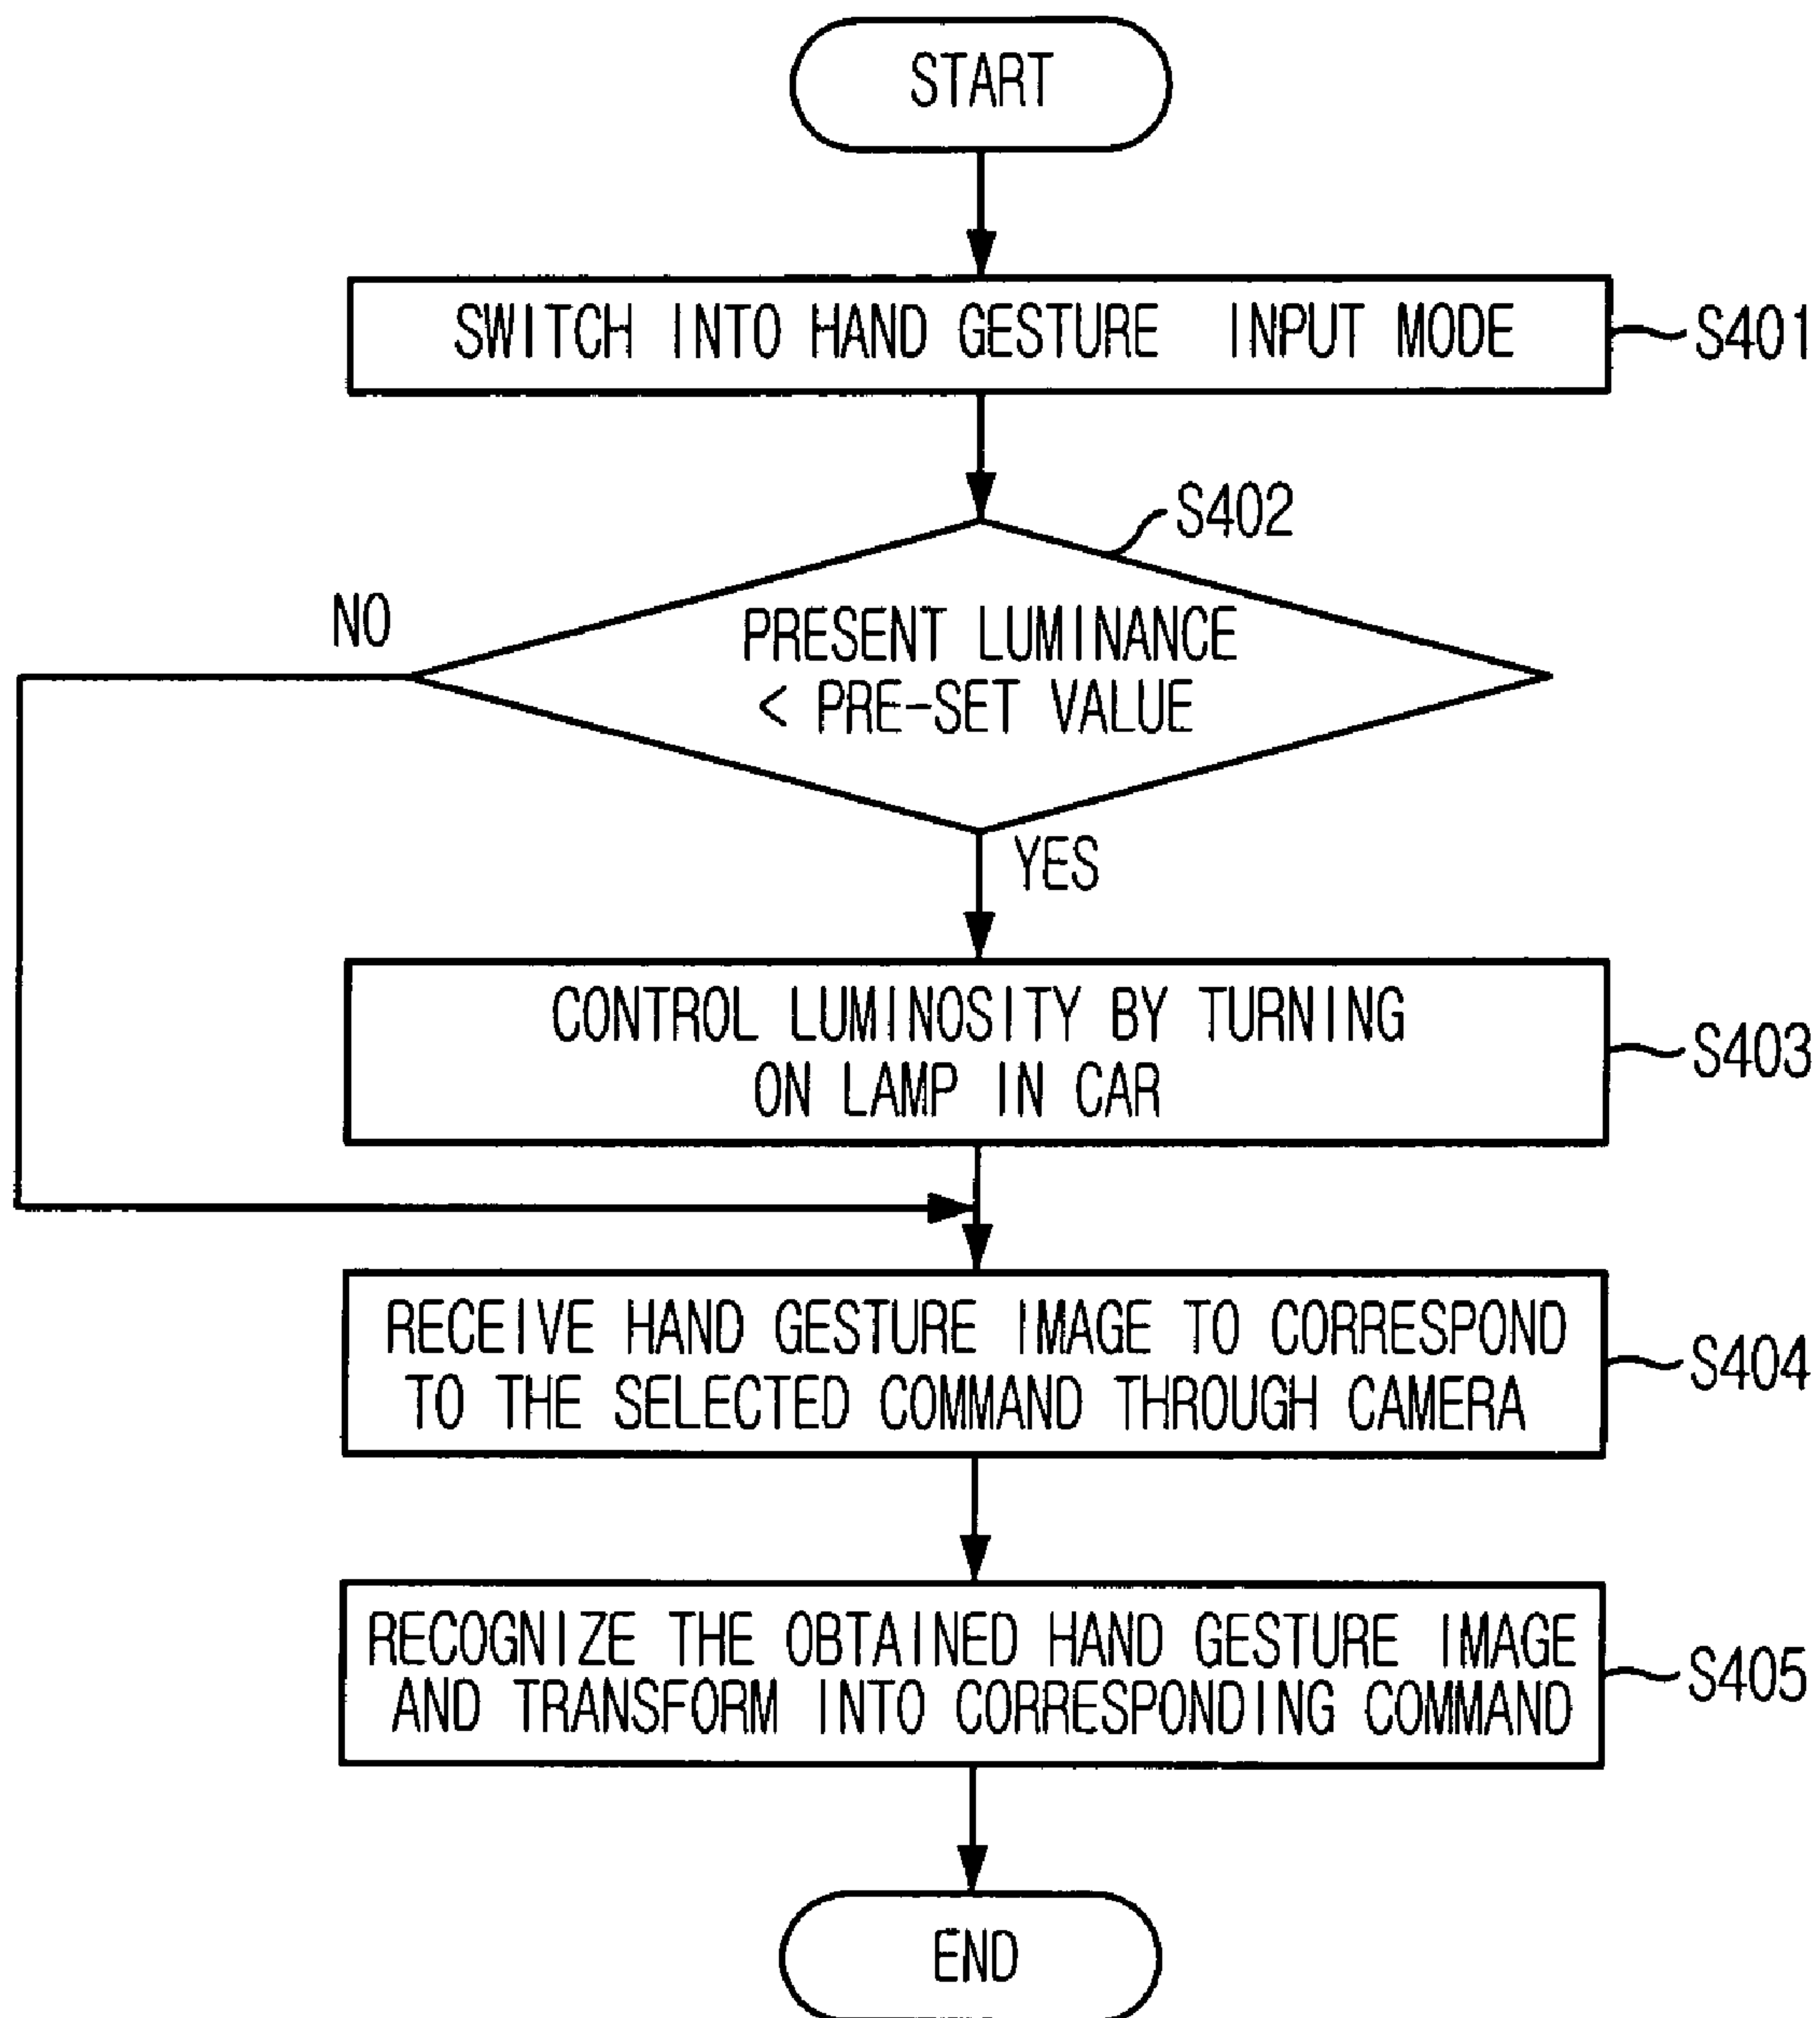 START
SWITCH INTO HAND GESTURE INPUT MODE
S401
S402
NO
PRESENT LUMINANCE
< PRE-SET VALUE
YES
CONTROL LUMINOSITY BY TURNING
ON LAMP IN CAR
S403
RECEIVE HAND GESTURE IMAGE TO CORRESPOND
TO THE SELECTED COMMAND THROUGH CAMERA
S404
RECOGNIZE THE OBTAINED HAND GESTURE IMAGE
AND TRANSFORM INTO CORRESPONDING COMMAND
S405
END